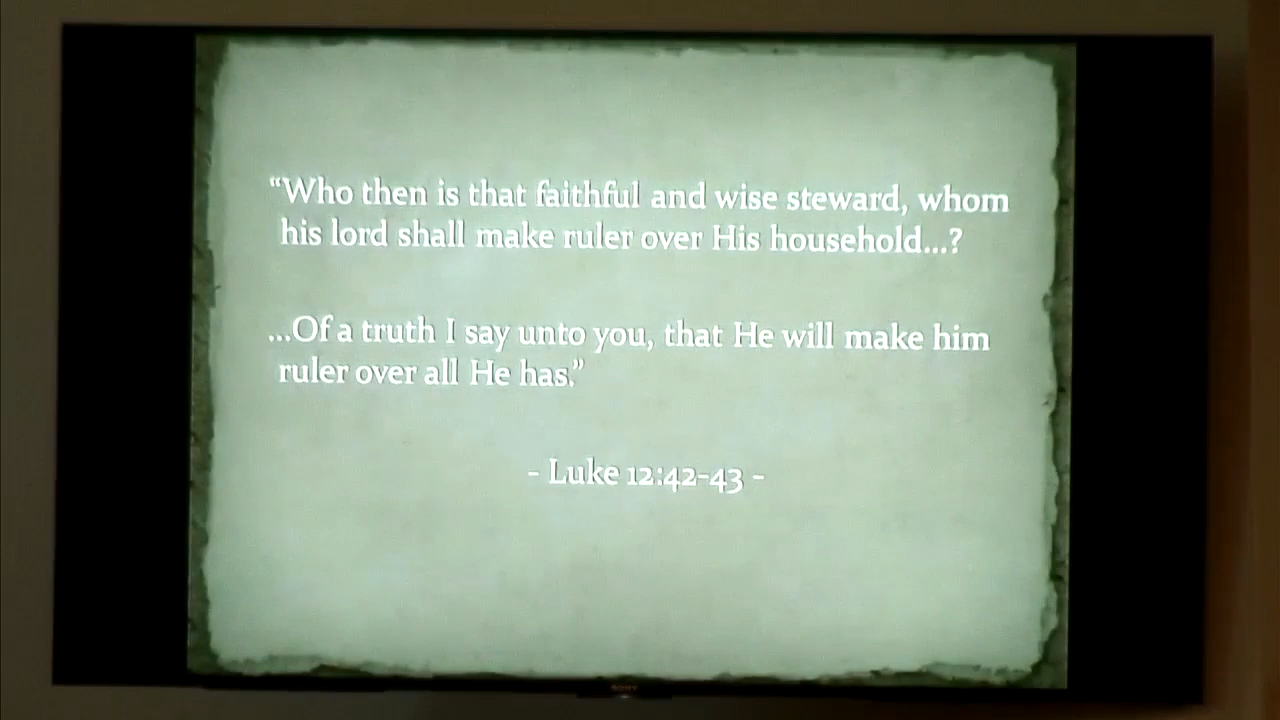 “Who then is that faithful and wise steward, whom
his lord shall make ruler over His household...?
...Of a truth I say unto you, that He will make him
ruler over all He has.”
- Luke 12:42-43 -
SONY